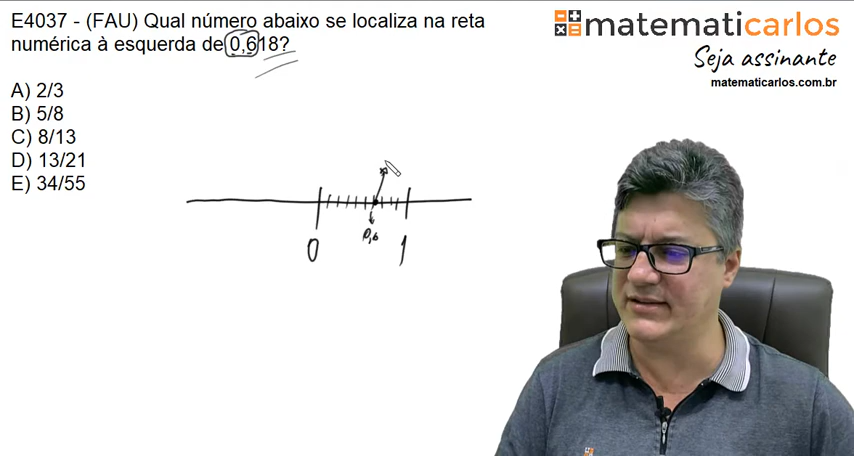 E4037 - (FAU) Qual número abaixo se localiza na reta
numérica à esquerda de 0,618?
A) 2/3
B) 5/8
C) 8/13
D) 13/21
E) 34/55
matematicarlos
Seja assinante
matematicarlos.com.br
0,6
0
1